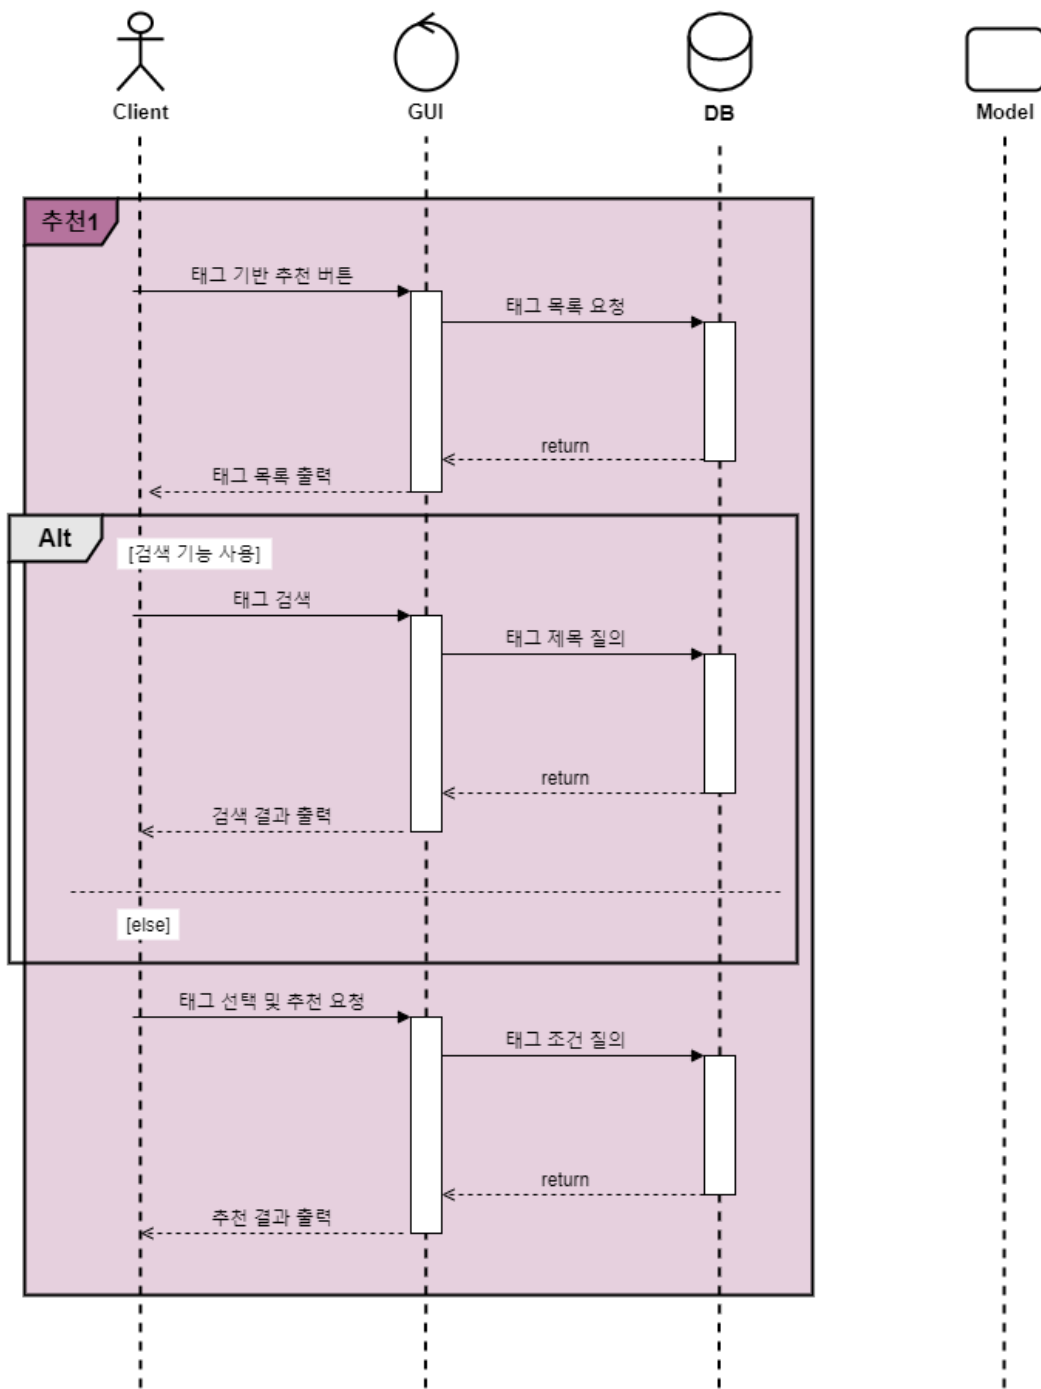 Client
GUI
DB
Model
추천1
태그 기반 추천 버튼
태그 목록 요청
return
태그 목록 출력
Alt
[검색 기능 사용]
태그 검색
태그 제목 질의
return
검색 결과 출력
[else]
태그 선택 및 추천 요청
태그 조건 질의
return
추천 결과 출력